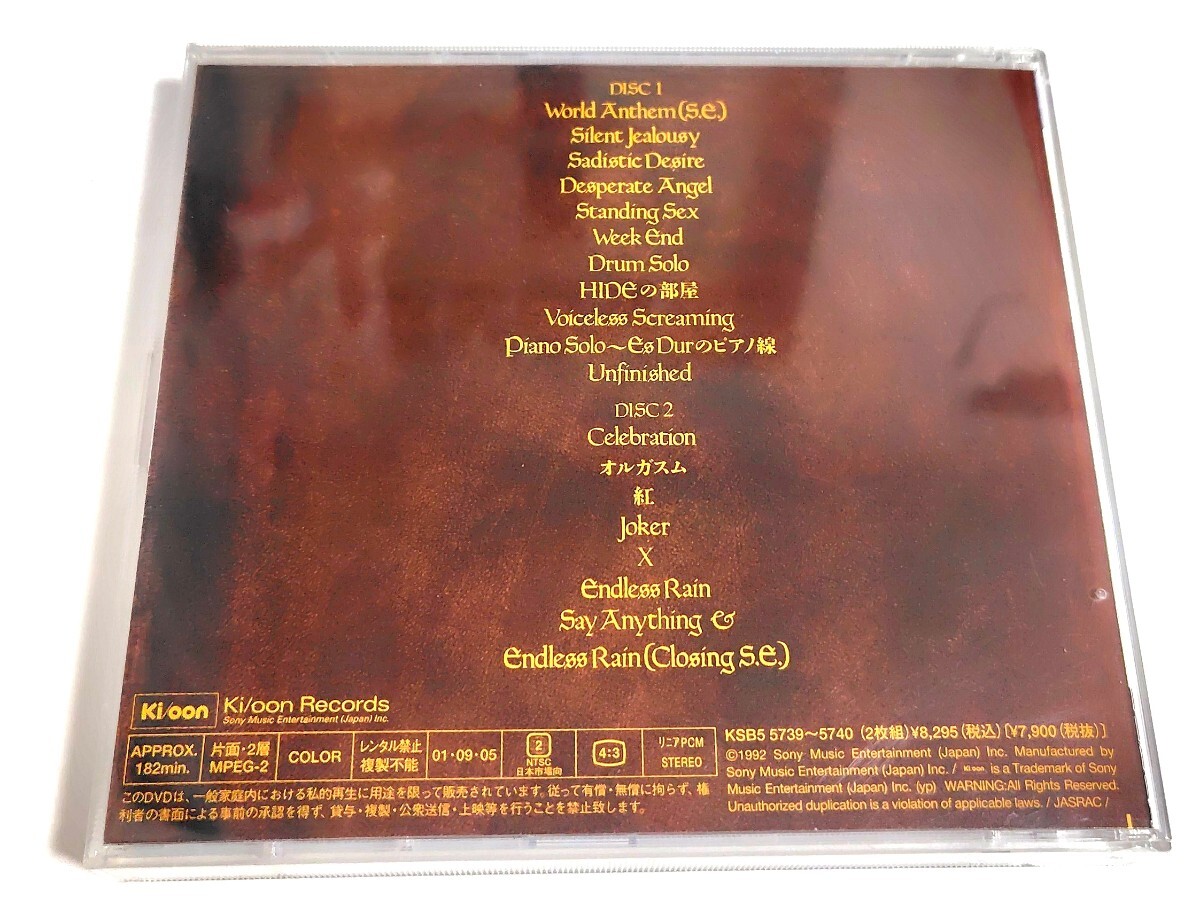 DISC 1
World Anthem(S.E.)
Silent Jealousy
Sadistic Desire
Desperate Angel
Standing Sex
Week End
Drum Solo
HIDEの部屋
Voiceless Screaming
Piano Solo〜Es Durのピアノ線
Unfinished
DISC 2
Celebration
オルガスム
紅
Joker
X
Endless Rain
Say Anything &
Endless Rain(Closing S.E.)
Ki/oon
Ki/oon Records
Sony Music Entertainment (Japan) Inc.
APPROX.
182min.
片面・2層
MPEG-2
COLOR
レンタル禁止
複製不能
01・09・05
2
NTSC
日本市場向
4:3
リニアPCM
STEREO
KSB5 5739〜5740 (2枚組)¥8,295(税込)[¥7,900(税抜)]
©1992 Sony Music Entertainment (Japan) Inc. Manufactured by
Sony Music Entertainment (Japan) Inc. / Ki/oon is a Trademark of Sony
Music Entertainment (Japan) Inc. (yp) WARNING:All Rights Reserved.
Unauthorized duplication is a violation of applicable laws. / JASRAC /
このDVDは、一般家庭内における私的再生に用途を限って販売されています。従って有償・無償に拘らず、権
利者の書面による事前の承認を得ず、貸与・複製・公衆送信・上映等を行うことを禁止致します。